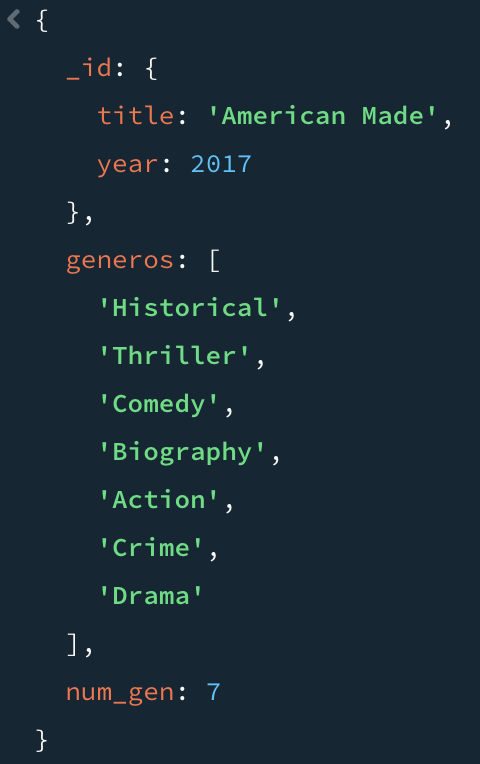 {
_id: {
title: 'American Made',
year: 2017
},
generos: [
'Historical',
'Thriller',
'Comedy',
'Biography',
'Action',
'Crime',
'Drama'
],
num_gen: 7
}